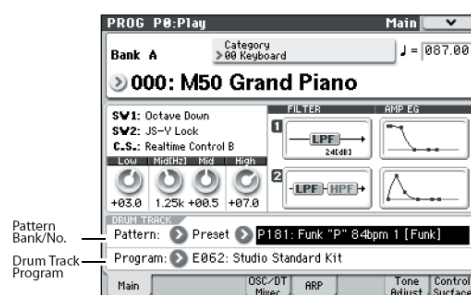 PROG P0:Play Main
Bank A Category
00 Keyboard ♩ = 087.00
000: M50 Grand Piano
SW1: Octave Down
SW2: JS-Y Lock
C.S.: Realtime Control B
Low Mid[Hz] Mid High
+03.0 1.25k +00.5 +07.0
FILTER AMP EG
1 LPF
24[dB]
2 LPF HPF
DRUM TRACK
Pattern Bank/No.
Pattern: Preset P181: Funk "P" 84bpm 1 [Funk]
Drum Track Program
Program: E062: Studio Standard Kit
Main OSC/DT Mixer ARP Tone Adjust Control Surface